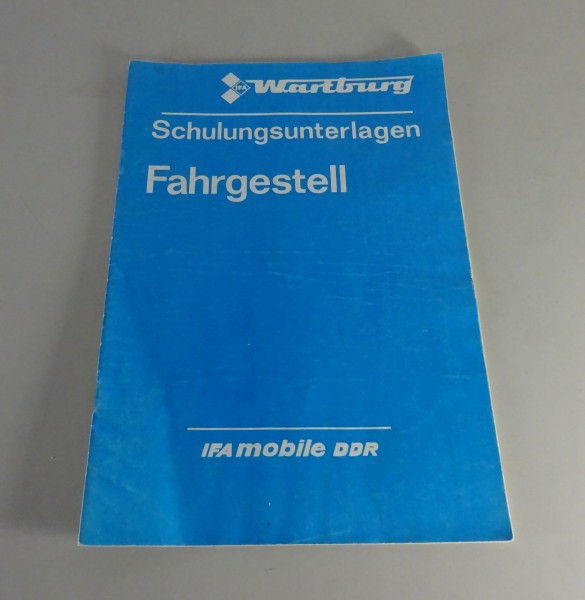 IFA Wartburg
Schulungsunterlagen
Fahrgestell
IFA mobile DDR